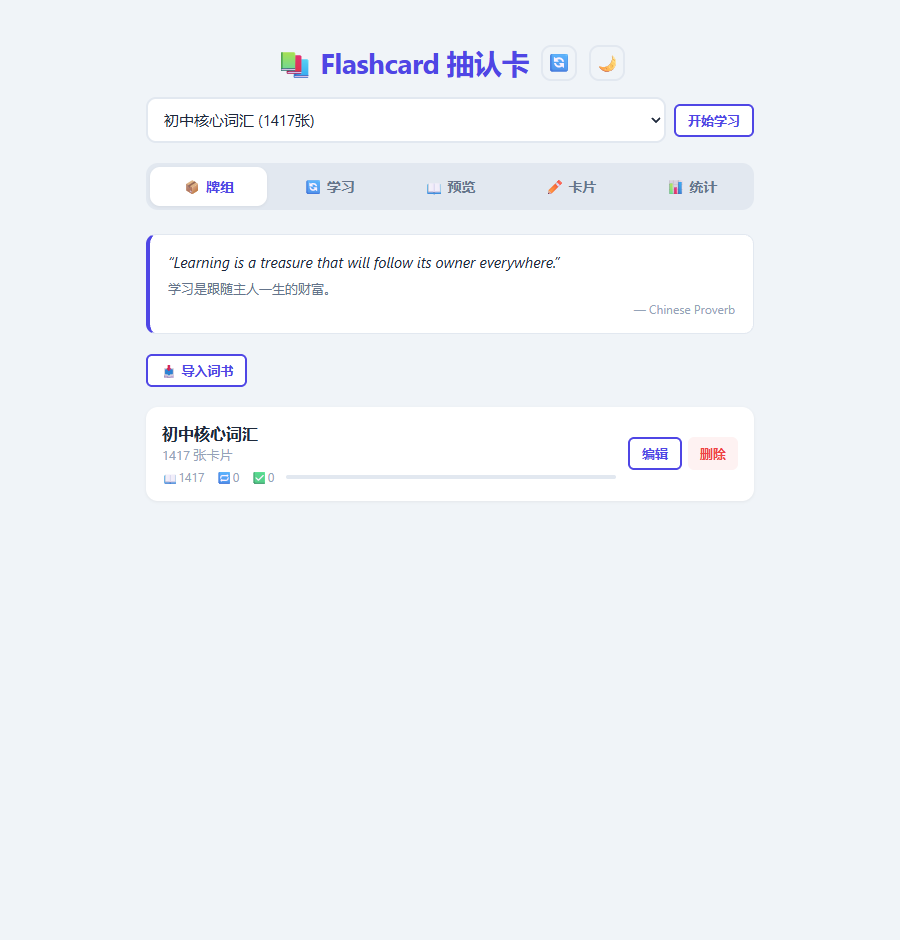 Flashcard 抽认卡
初中核心词汇 (1417张)
开始学习
牌组
学习
预览
卡片
统计
“Learning is a treasure that will follow its owner everywhere.”
学习是跟随主人一生的财富。
— Chinese Proverb
导入词书
初中核心词汇
1417 张卡片
1417 0 0
编辑
删除